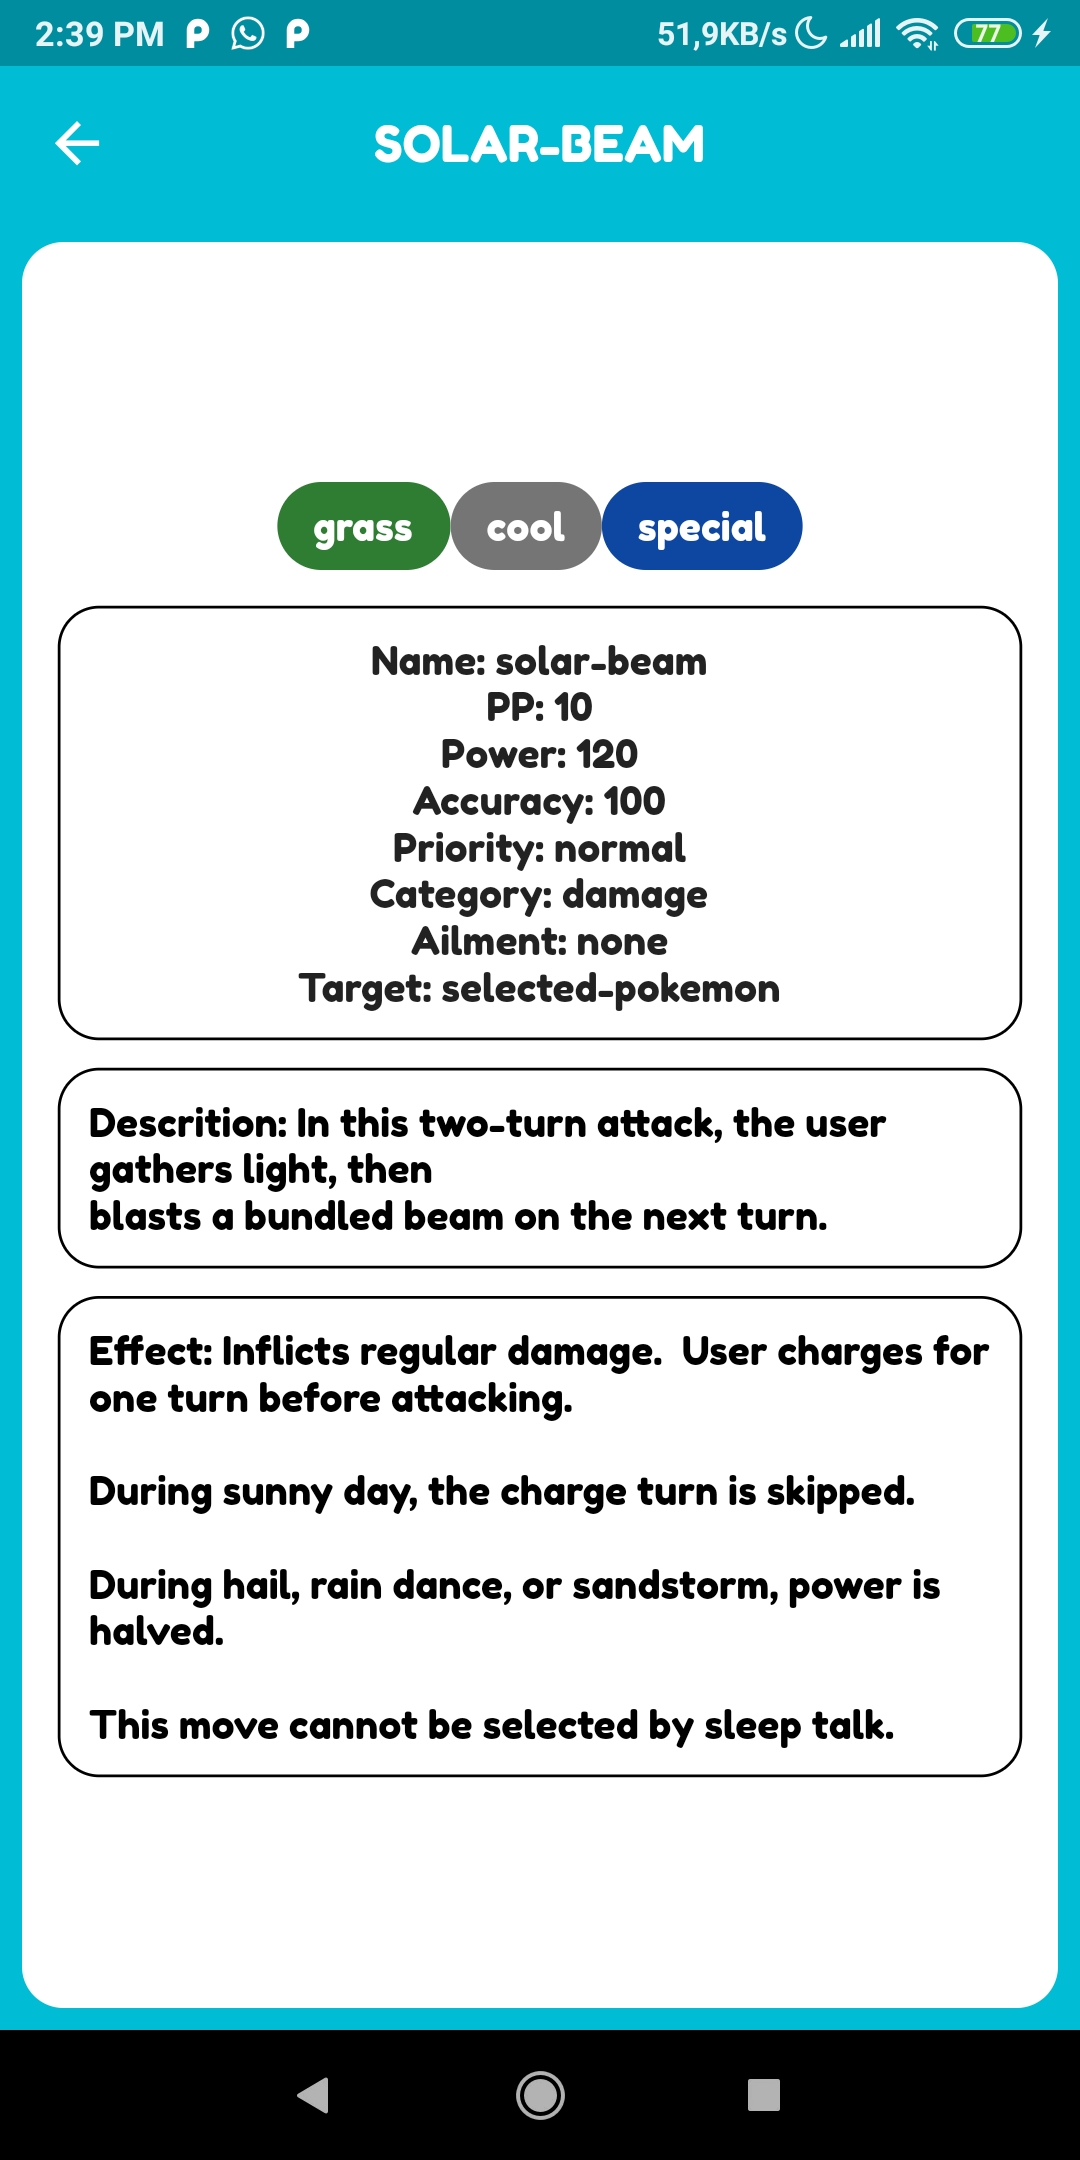 2:39 PM
51,9KB/s
77
SOLAR-BEAM
grass cool special
Name: solar-beam
PP: 10
Power: 120
Accuracy: 100
Priority: normal
Category: damage
Ailment: none
Target: selected-pokemon
Descrition: In this two-turn attack, the user
gathers light, then
blasts a bundled beam on the next turn.
Effect: Inflicts regular damage.  User charges for
one turn before attacking.
During sunny day, the charge turn is skipped.
During hail, rain dance, or sandstorm, power is
halved.
This move cannot be selected by sleep talk.